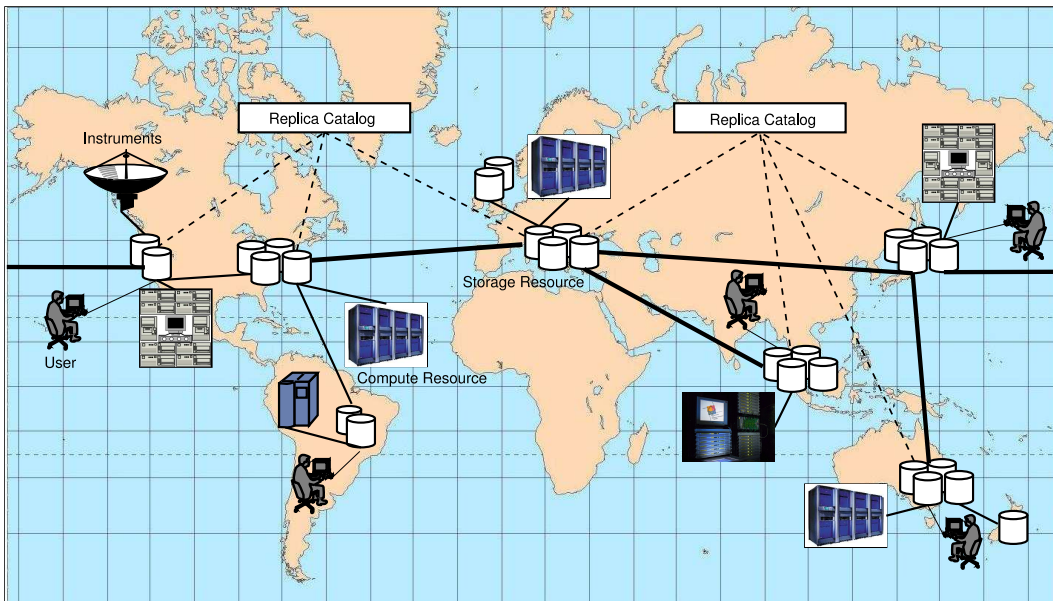 Replica Catalog
Replica Catalog
Instruments
Storage Resource
User
Compute Resource